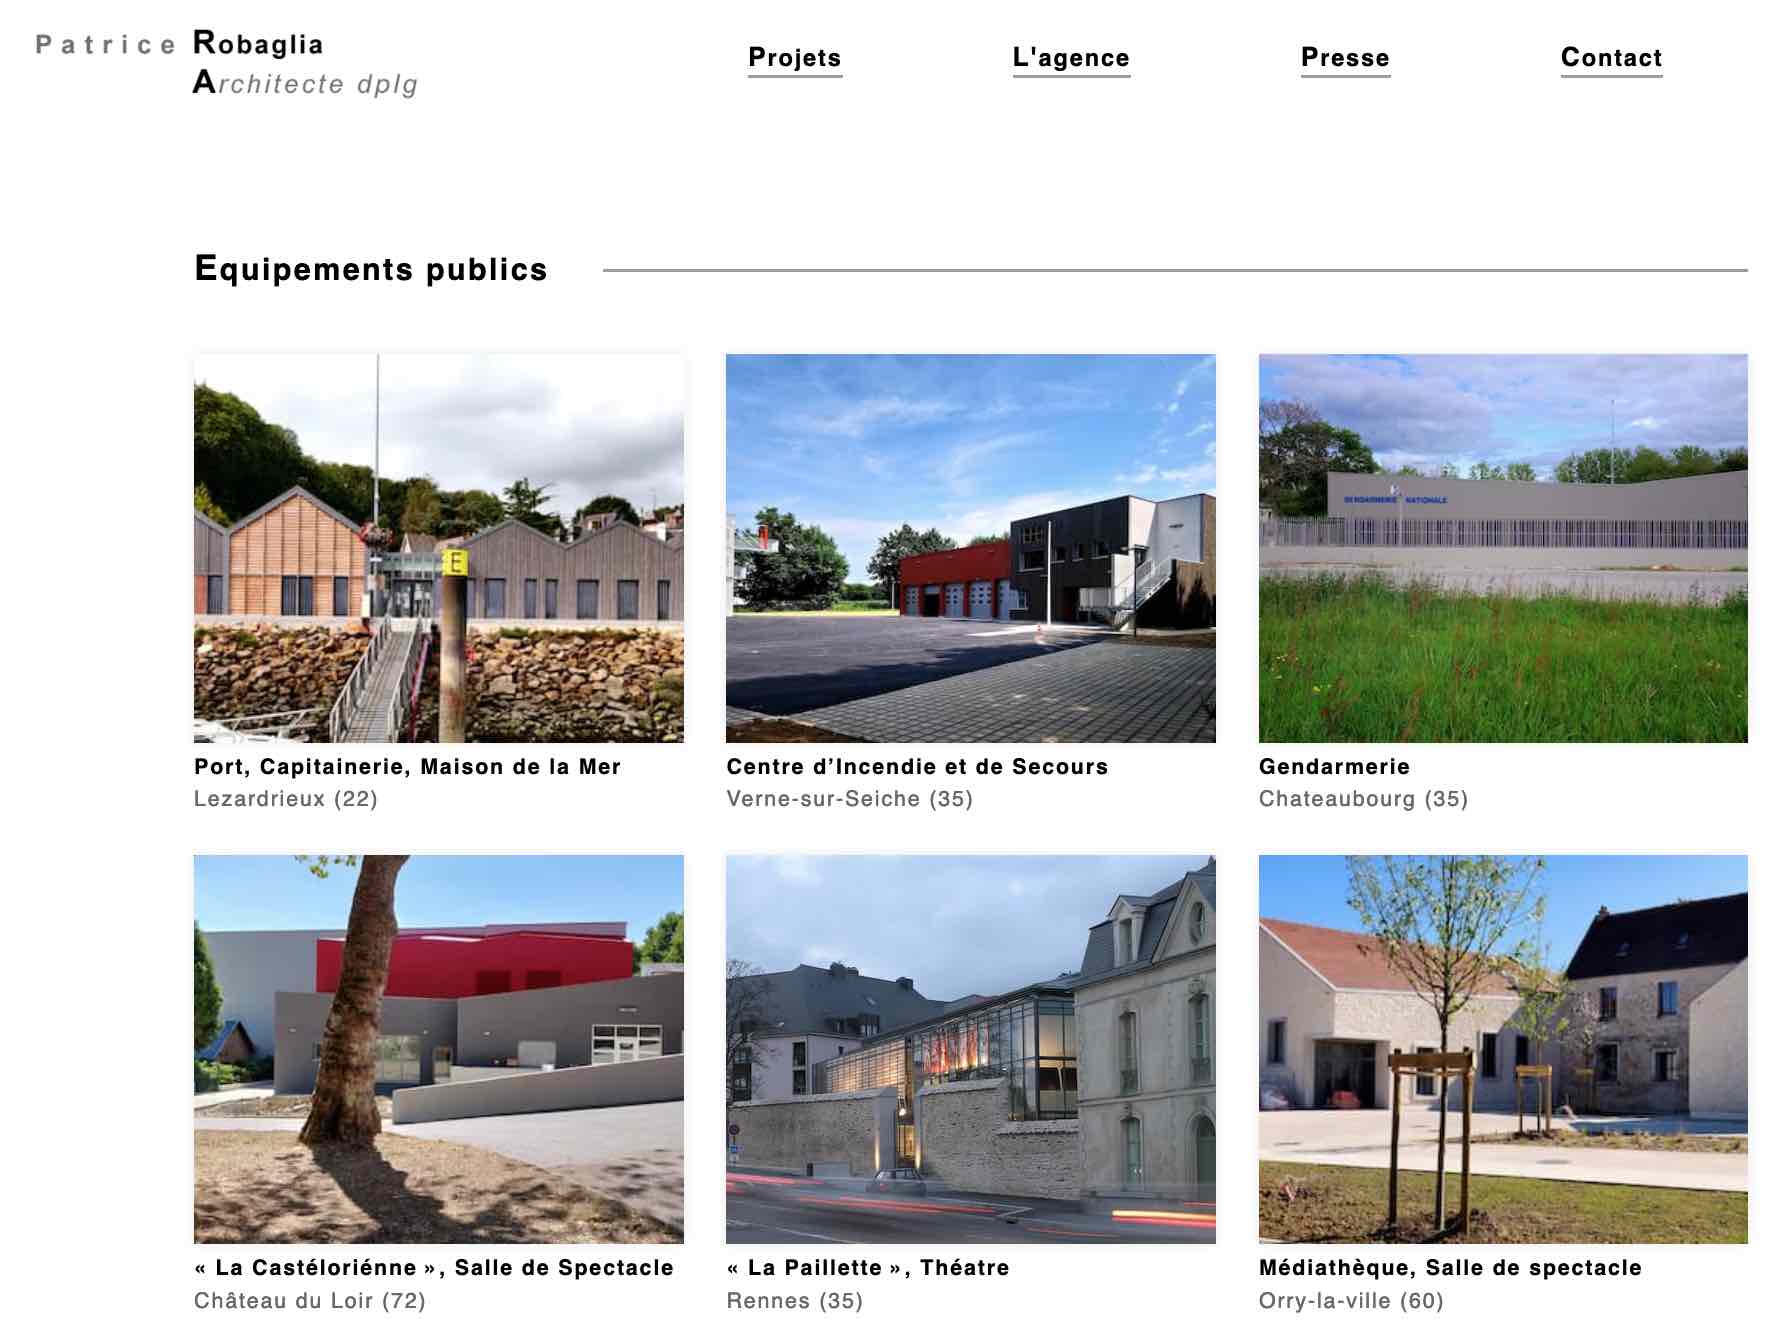 Patrice Robaglia
Architecte dplg
Projets
L'agence
Presse
Contact
Equipements publics
E
GENDARMERIE NATIONALE
Port, Capitainerie, Maison de la Mer
Lezardrieux (22)
Centre d’Incendie et de Secours
Verne-sur-Seiche (35)
Gendarmerie
Chateaubourg (35)
« La Castéloriénne », Salle de Spectacle
Château du Loir (72)
« La Paillette », Théatre
Rennes (35)
Médiathèque, Salle de spectacle
Orry-la-ville (60)